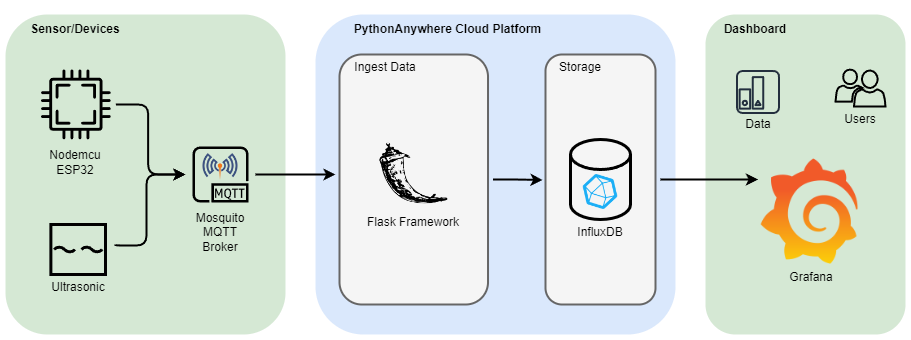 Sensor/Devices
Nodemcu
ESP32
Ultrasonic
MQTT
Mosquito
MQTT
Broker
PythonAnywhere Cloud Platform
Ingest Data
Flask Framework
Storage
InfluxDB
Dashboard
Data
Users
Grafana